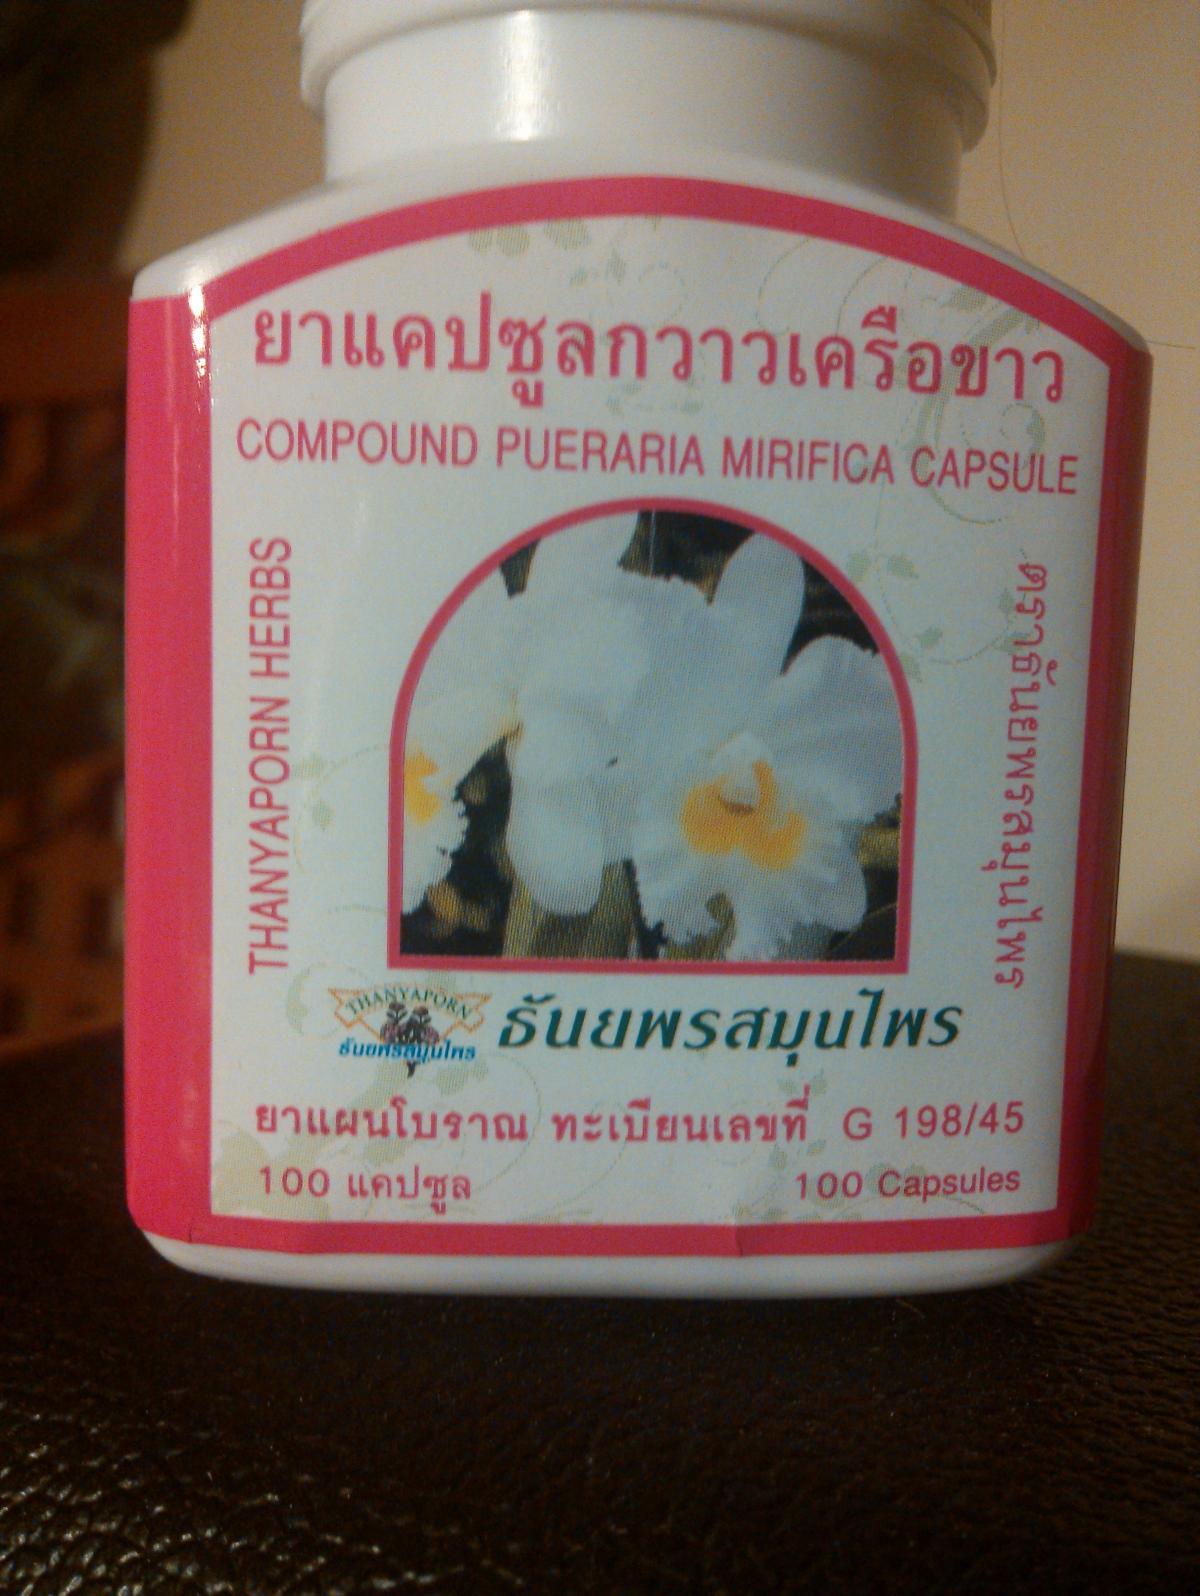 ยาแคปซูลกวาวเครือขาว
COMPOUND PUERARIA MIRIFICA CAPSULE
THANYAPORN HERBS
ตราธันยพรสมุนไพร
THANYAPORN
ธันยพรสมุนไพร
ธันยพรสมุนไพร
ยาแผนโบราณ ทะเบียนเลขที่ G 198/45
100 แคปซูล 100 Capsules